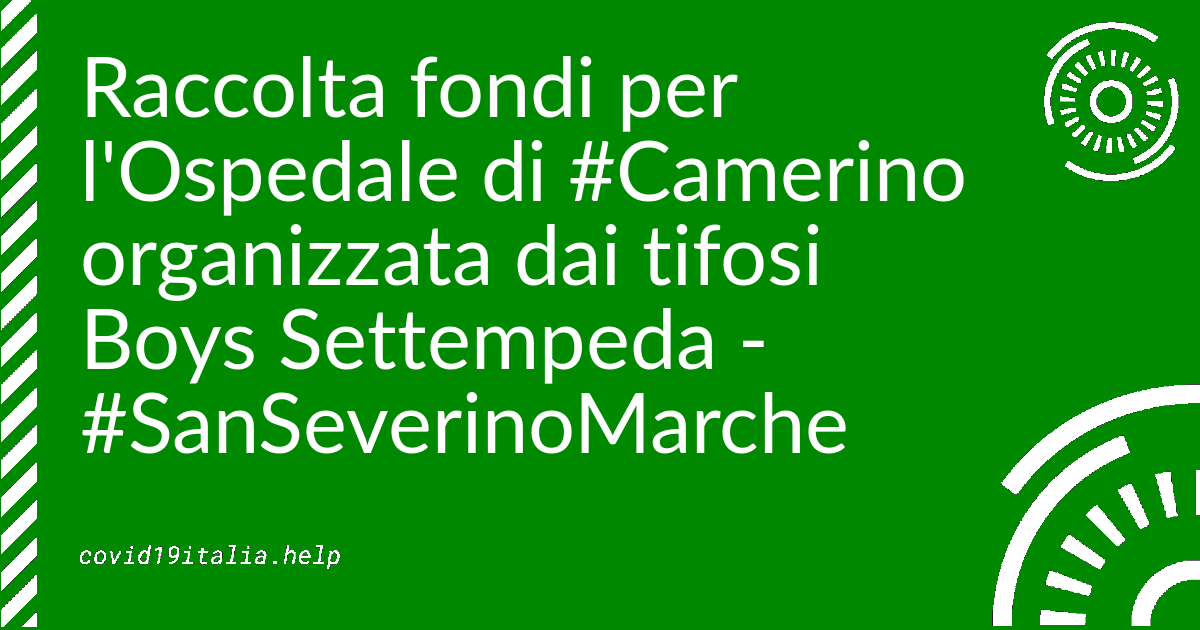 Raccolta fondi per
l'Ospedale di #Camerino
organizzata dai tifosi
Boys Settempeda -
#SanSeverinoMarche
covid19italia.help